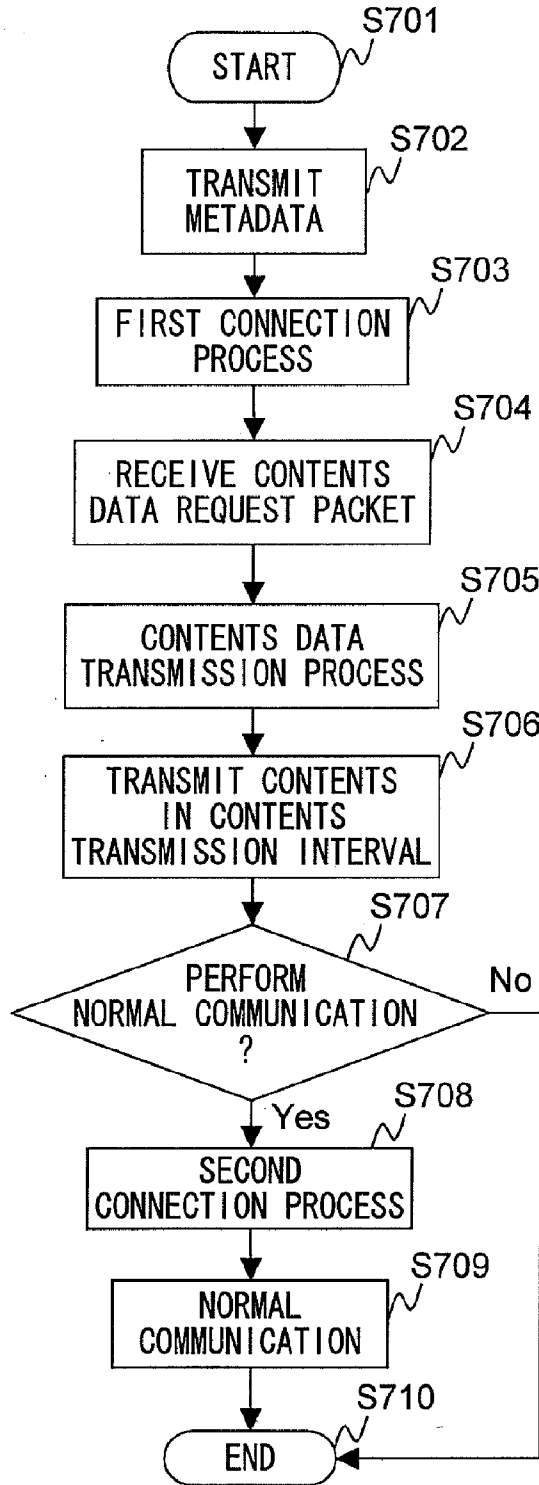 S701
START
S702
TRANSMIT
METADATA
S703
FIRST CONNECTION
PROCESS
S704
RECEIVE CONTENTS
DATA REQUEST PACKET
S705
CONTENTS DATA
TRANSMISSION PROCESS
S706
TRANSMIT CONTENTS
IN CONTENTS
TRANSMISSION INTERVAL
S707
PERFORM
NORMAL COMMUNICATION
?
No
Yes
S708
SECOND
CONNECTION PROCESS
S709
NORMAL
COMMUNICATION
S710
END